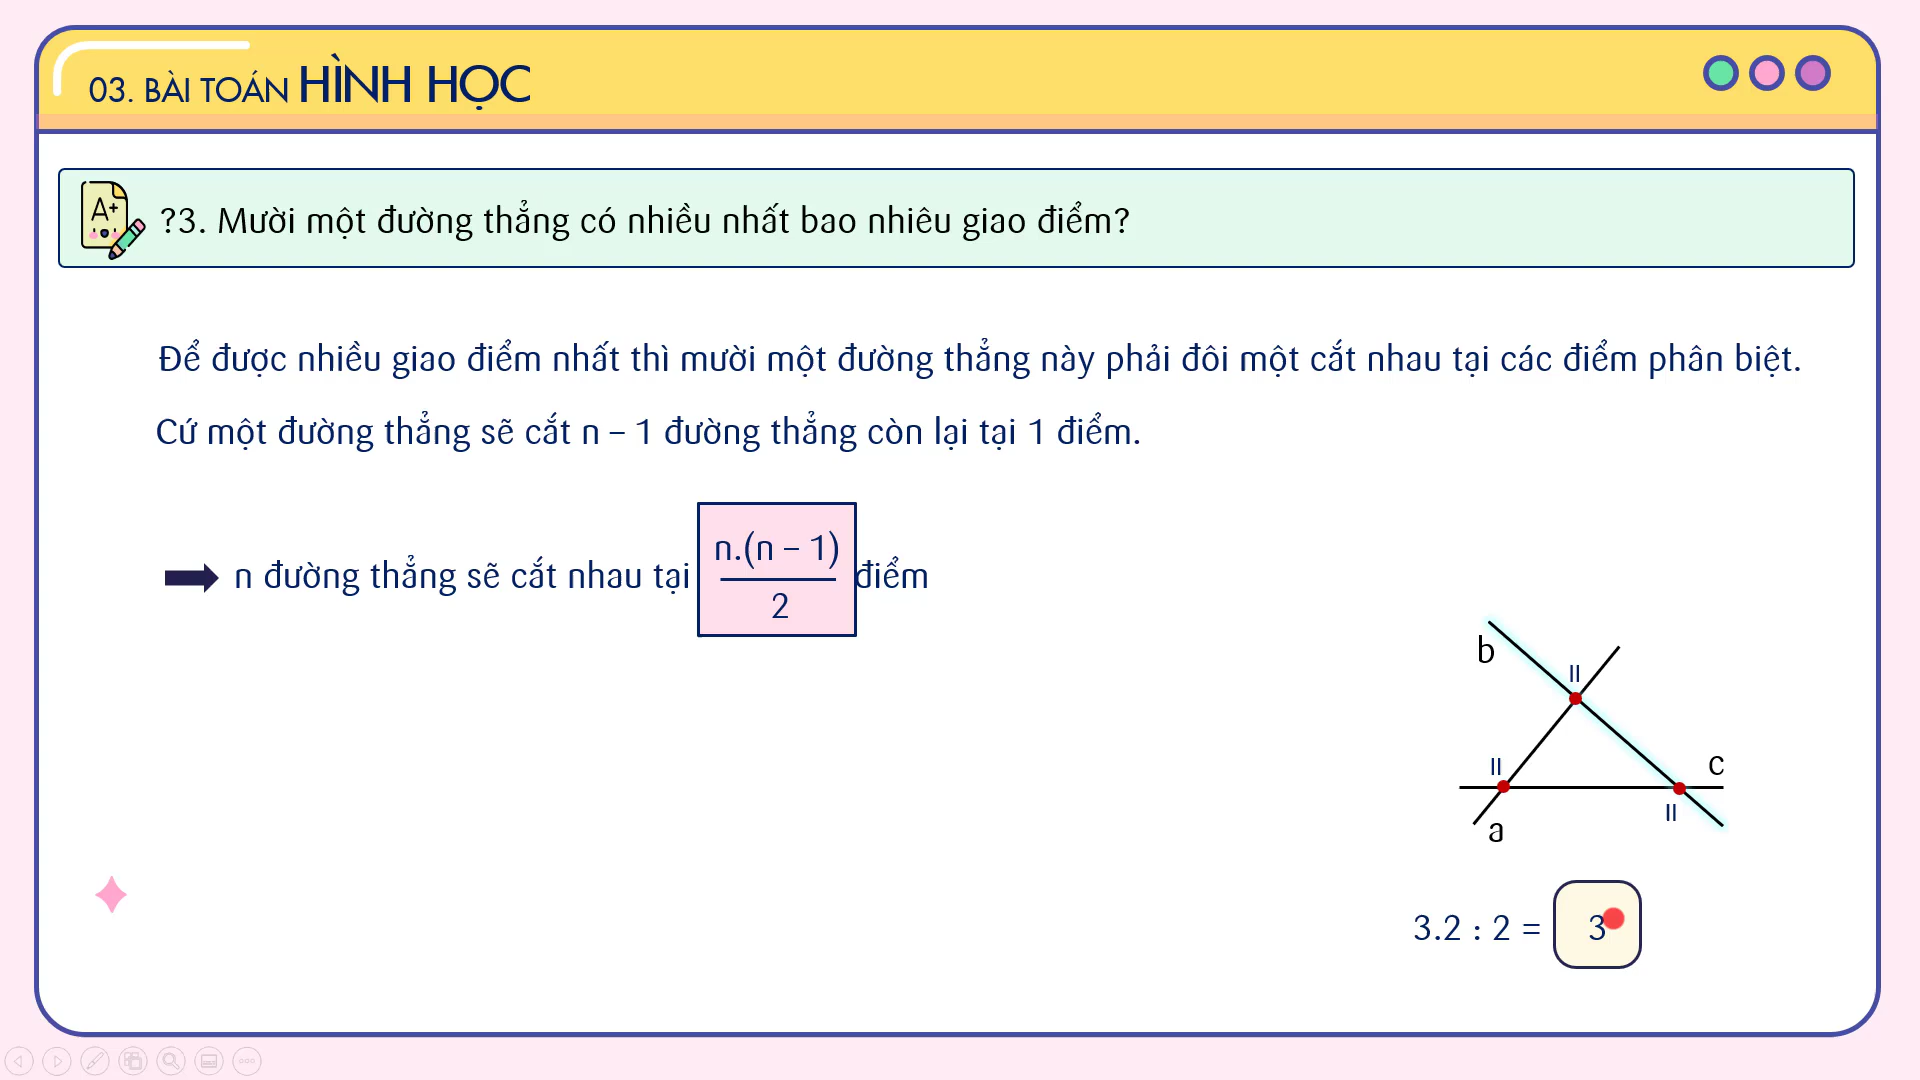 03. BÀI TOÁN HÌNH HỌC
A+
?3. Mười một đường thẳng có nhiều nhất bao nhiêu giao điểm?
Để được nhiều giao điểm nhất thì mười một đường thẳng này phải đôi một cắt nhau tại các điểm phân biệt.
Cứ một đường thẳng sẽ cắt n – 1 đường thẳng còn lại tại 1 điểm.
n.(n – 1)
n đường thẳng sẽ cắt nhau tại điểm
2
b
II
II
c
II
a
3.2 : 2 = 3